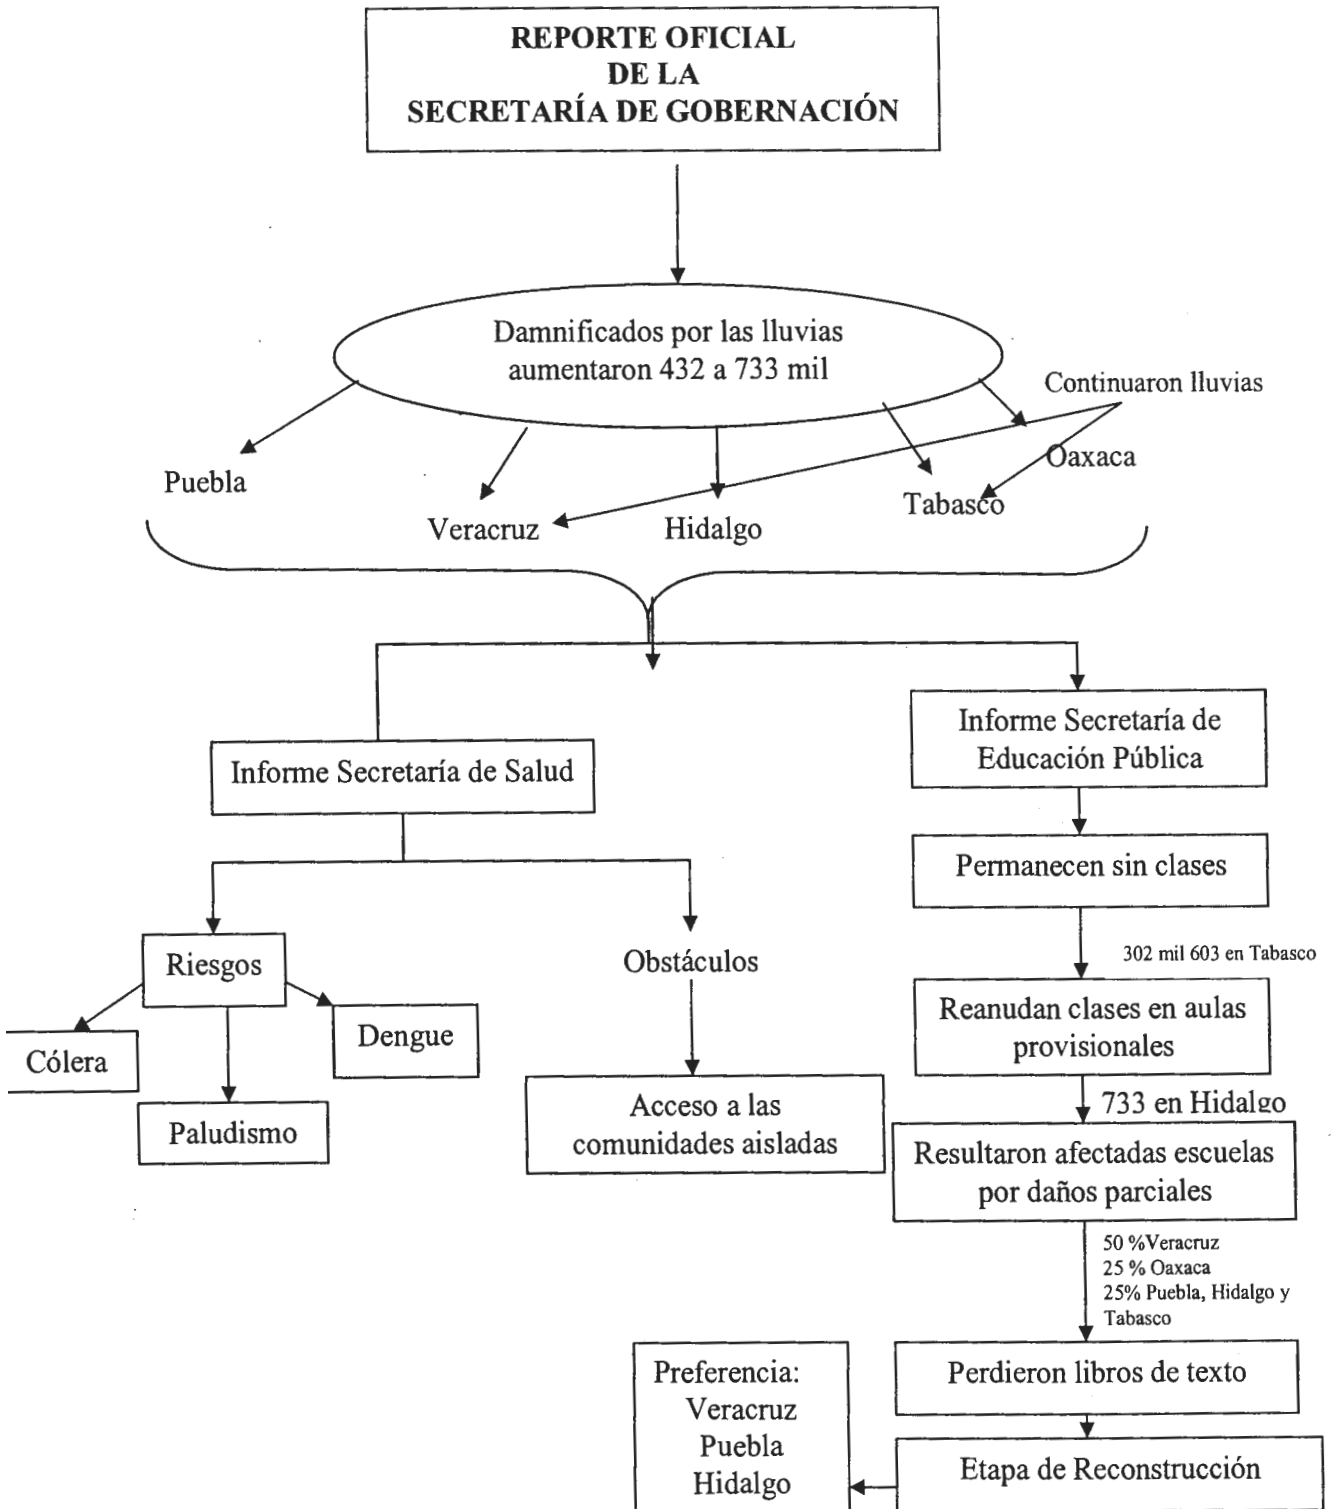 REPORTE OFICIAL
DE LA
SECRETARÍA DE GOBERNACIÓN
Damnificados por las lluvias
aumentaron 432 a 733 mil
Continuaron lluvias
Puebla
Veracruz
Hidalgo
Tabasco
Oaxaca
Informe Secretaría de Salud
Riesgos
Cólera
Paludismo
Dengue
Obstáculos
Acceso a las
comunidades aisladas
Informe Secretaría de
Educación Pública
Permanecen sin clases
302 mil 603 en Tabasco
Reanudan clases en aulas
provisionales
733 en Hidalgo
Resultaron afectadas escuelas
por daños parciales
50 %Veracruz
25 % Oaxaca
25% Puebla, Hidalgo y
Tabasco
Perdieron libros de texto
Etapa de Reconstrucción
Preferencia:
Veracruz
Puebla
Hidalgo